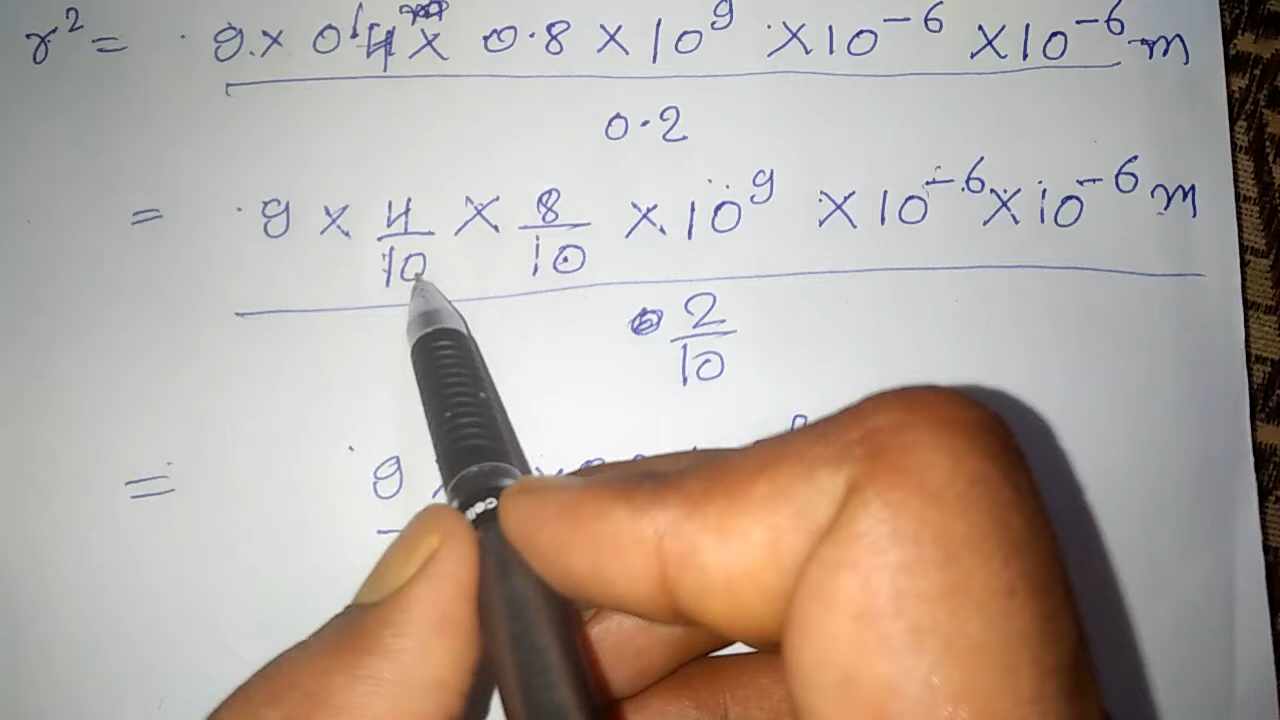 r² = 9 × 0.4 × 0.8 × 10⁹ × 10⁻⁶ × 10⁻⁶ m
0.2
= 9 × 4/10 × 8/10 × 10⁹ × 10⁻⁶ × 10⁻⁶ m
2/10
= 9